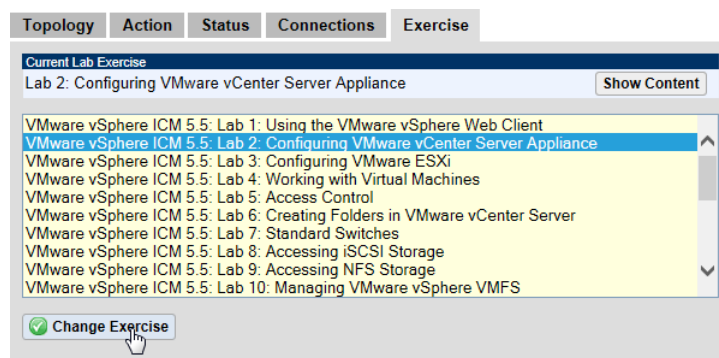 Topology Action Status Connections Exercise
Current Lab Exercise
Lab 2: Configuring VMware vCenter Server Appliance Show Content
VMware vSphere ICM 5.5: Lab 1: Using the VMware vSphere Web Client
VMware vSphere ICM 5.5: Lab 2: Configuring VMware vCenter Server Appliance
VMware vSphere ICM 5.5: Lab 3: Configuring VMware ESXi
VMware vSphere ICM 5.5: Lab 4: Working with Virtual Machines
VMware vSphere ICM 5.5: Lab 5: Access Control
VMware vSphere ICM 5.5: Lab 6: Creating Folders in VMware vCenter Server
VMware vSphere ICM 5.5: Lab 7: Standard Switches
VMware vSphere ICM 5.5: Lab 8: Accessing iSCSI Storage
VMware vSphere ICM 5.5: Lab 9: Accessing NFS Storage
VMware vSphere ICM 5.5: Lab 10: Managing VMware vSphere VMFS
Change Exercise